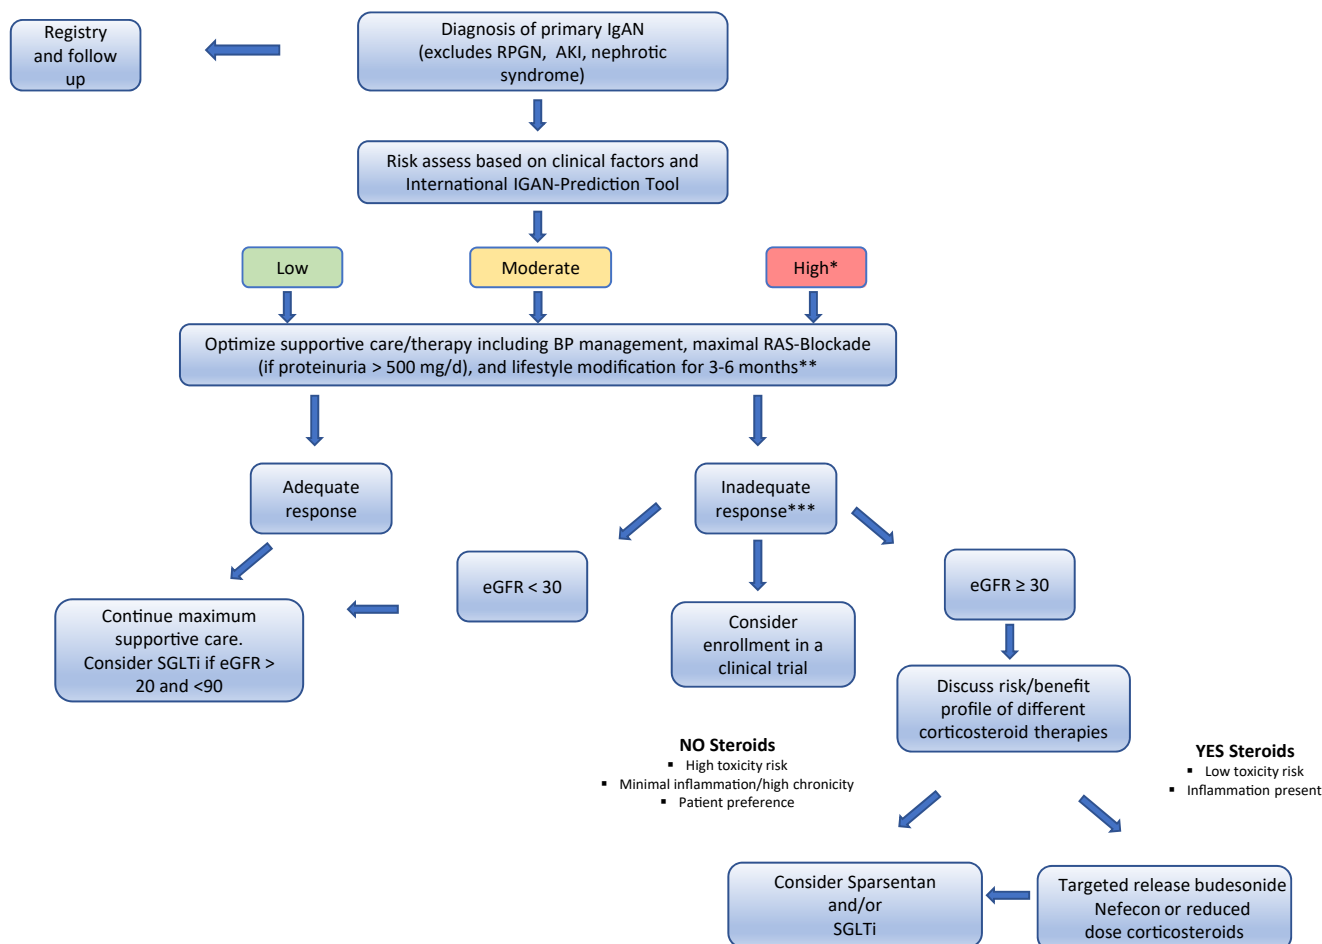 Registry
and follow
up
Diagnosis of primary IgAN
(excludes RPGN, AKI, nephrotic
syndrome)
Risk assess based on clinical factors and
International IGAN-Prediction Tool
Low
Moderate
High*
Optimize supportive care/therapy including BP management, maximal RAS-Blockade
(if proteinuria > 500 mg/d), and lifestyle modification for 3-6 months**
Adequate
response
Inadequate
response***
eGFR < 30
eGFR ≥ 30
Continue maximum
supportive care.
Consider SGLTi if eGFR >
20 and <90
Consider
enrollment in a
clinical trial
Discuss risk/benefit
profile of different
corticosteroid therapies
NO Steroids
▪ High toxicity risk
▪ Minimal inflammation/high chronicity
▪ Patient preference
YES Steroids
▪ Low toxicity risk
▪ Inflammation present
Consider Sparsentan
and/or
SGLTi
Targeted release budesonide
Nefecon or reduced
dose corticosteroids